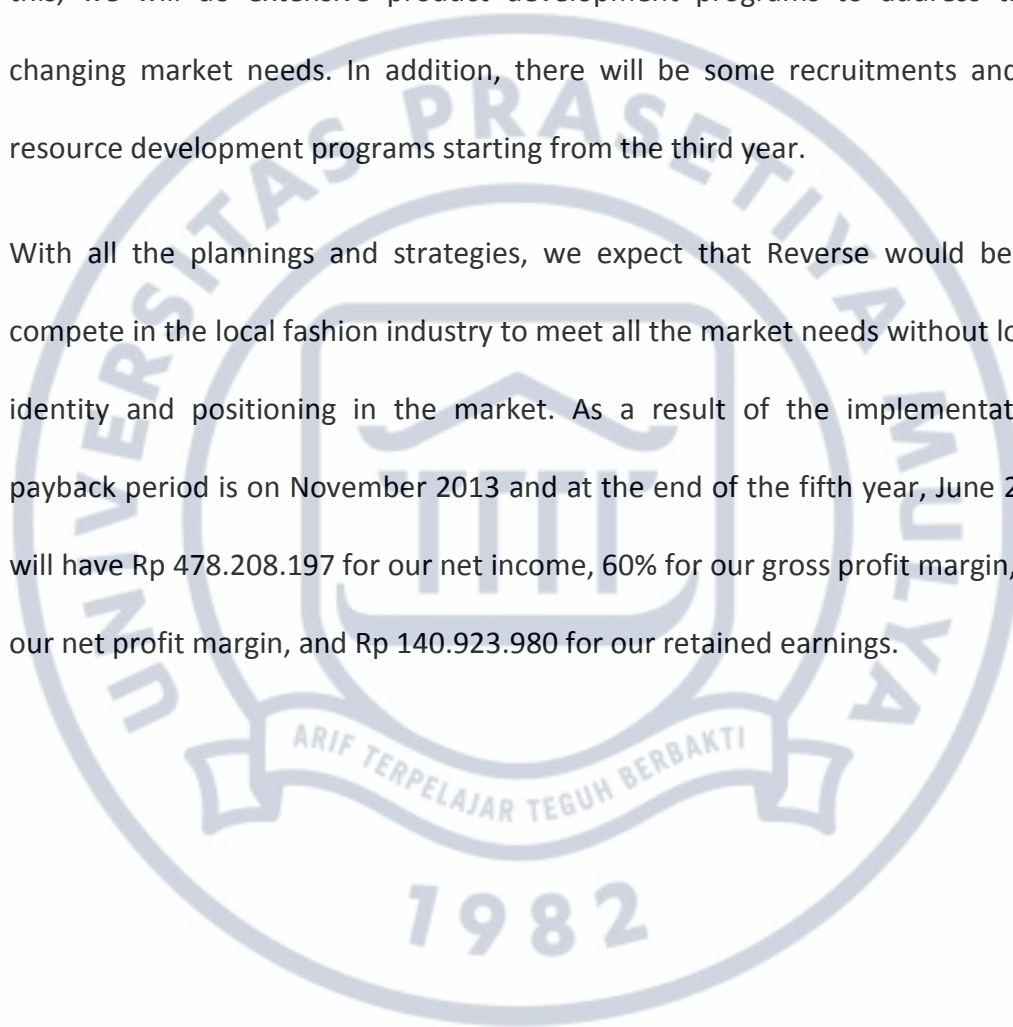 this, we will do extensive product development programs to address
changing market needs. In addition, there will be some recruitments and
resource development programs starting from the third year.
With all the plannings and strategies, we expect that Reverse would be
compete in the local fashion industry to meet all the market needs without
identity and positioning in the market. As a result of the
payback period is on November 2013 and at the end of the fifth year, June
will have Rp 478.208.197 for our net income, 60% for our gross profit margin,
our net profit margin, and Rp 140.923.980 for our retained earnings.
UNIVERSITAS PRASETIYA MULYA
ARIF TERPELAJAR TEGUH BERBAKTI
1982